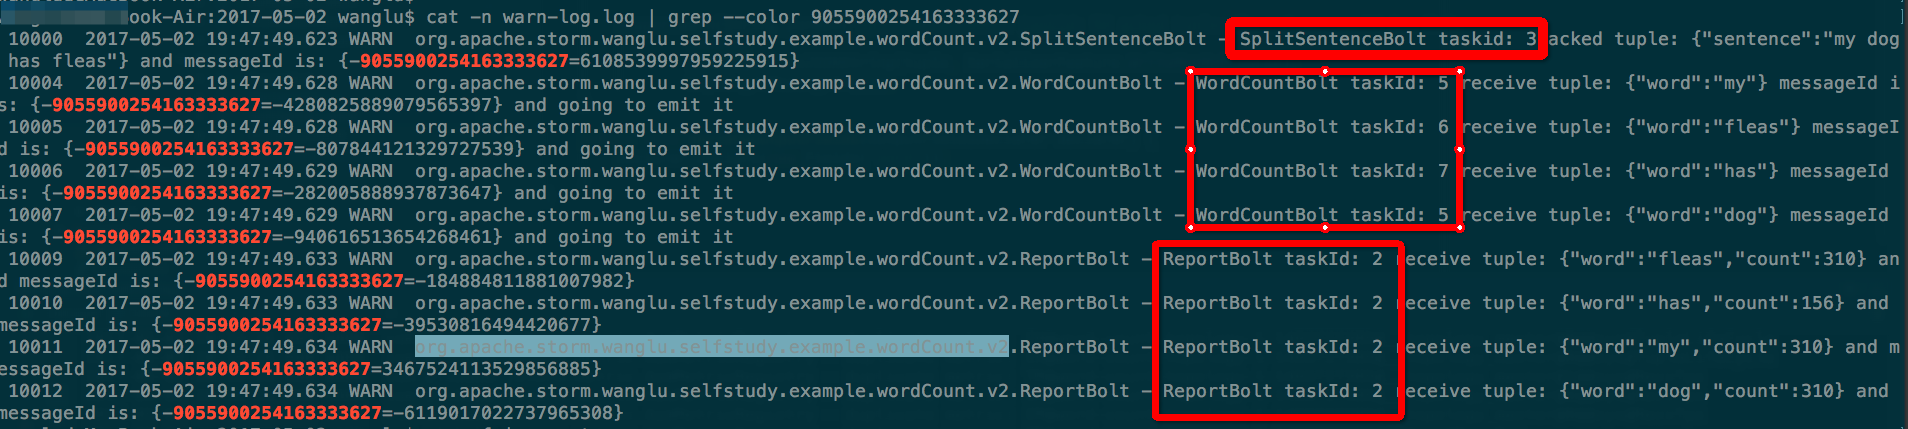 ook-Air:2017-05-02 wanglu$ cat -n warn-log.log | grep --color 9055900254163333627
10000 2017-05-02 19:47:49.623 WARN org.apache.storm.wanglu.selfstudy.example.wordCount.v2.SplitSentenceBolt - SplitSentenceBolt taskid: 3 acked tuple: {"sentence":"my dog
has fleas"} and messageId is: {-9055900254163333627=6108539997959225915}
10004 2017-05-02 19:47:49.628 WARN org.apache.storm.wanglu.selfstudy.example.wordCount.v2.WordCountBolt - WordCountBolt taskId: 5 receive tuple: {"word":"my"} messageId i
s: {-9055900254163333627=-4280825889079565397} and going to emit it
10005 2017-05-02 19:47:49.628 WARN org.apache.storm.wanglu.selfstudy.example.wordCount.v2.WordCountBolt - WordCountBolt taskId: 6 receive tuple: {"word":"fleas"} messageI
d is: {-9055900254163333627=-807844121329727539} and going to emit it
10006 2017-05-02 19:47:49.629 WARN org.apache.storm.wanglu.selfstudy.example.wordCount.v2.WordCountBolt - WordCountBolt taskId: 7 receive tuple: {"word":"has"} messageId
is: {-9055900254163333627=-282005888937873647} and going to emit it
10007 2017-05-02 19:47:49.629 WARN org.apache.storm.wanglu.selfstudy.example.wordCount.v2.WordCountBolt - WordCountBolt taskId: 5 receive tuple: {"word":"dog"} messageId
is: {-9055900254163333627=-940616513654268461} and going to emit it
10009 2017-05-02 19:47:49.633 WARN org.apache.storm.wanglu.selfstudy.example.wordCount.v2.ReportBolt - ReportBolt taskId: 2 receive tuple: {"word":"fleas","count":310} an
d messageId is: {-9055900254163333627=-184884811881007982}
10010 2017-05-02 19:47:49.633 WARN org.apache.storm.wanglu.selfstudy.example.wordCount.v2.ReportBolt - ReportBolt taskId: 2 receive tuple: {"word":"has","count":156} and
messageId is: {-9055900254163333627=-39530816494420677}
10011 2017-05-02 19:47:49.634 WARN org.apache.storm.wanglu.selfstudy.example.wordCount.v2.ReportBolt - ReportBolt taskId: 2 receive tuple: {"word":"my","count":310} and m
essageId is: {-9055900254163333627=3467524113529856885}
10012 2017-05-02 19:47:49.634 WARN org.apache.storm.wanglu.selfstudy.example.wordCount.v2.ReportBolt - ReportBolt taskId: 2 receive tuple: {"word":"dog","count":310} and
messageId is: {-9055900254163333627=-6119017022737965308}